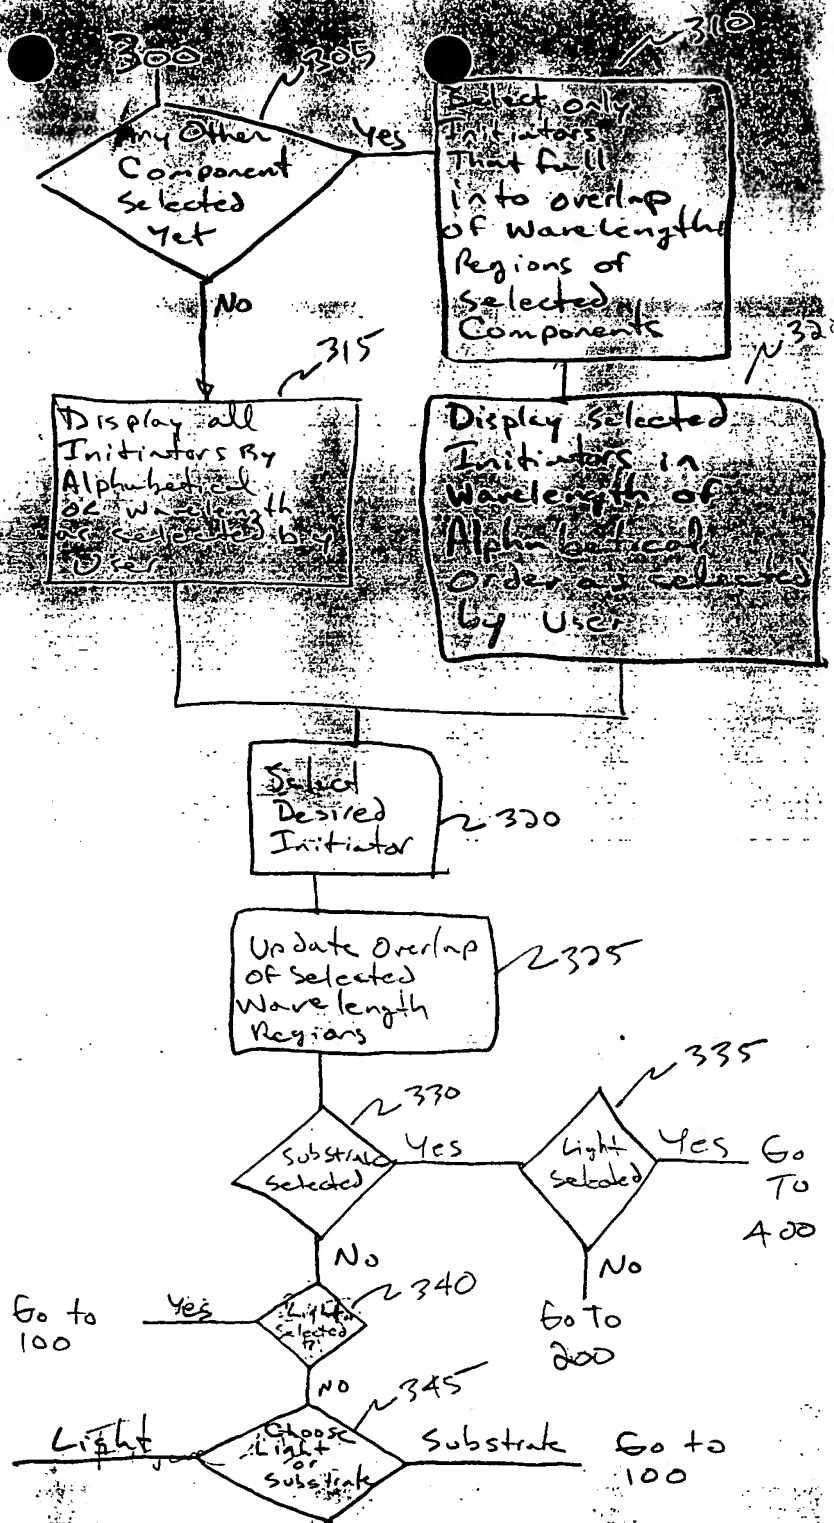 300
305
Any Other
Component
Selected
Yet
Yes
310
Select only
Initiators
That fall
into overlap
of wavelength
Regions of
Selected
Components
No
315
Display all
Initiators By
Alphabetical
or wavelength
as selected by
User
32
Display selected
Initiators in
Wavelength of
Alphabetical
Order as selected
by User
Select
Desired
Initiator
320
Update Overlap
of Selected
Wavelength
Regions
325
330
Substrate
Selected
Yes
335
Light
Selected
Yes
Go
To
400
No
Go To
200
No
340
Light
Selected
?
Yes
Go to
100
No
345
Choose
Light
or
Substrate
Light
Substrate
Go to
100